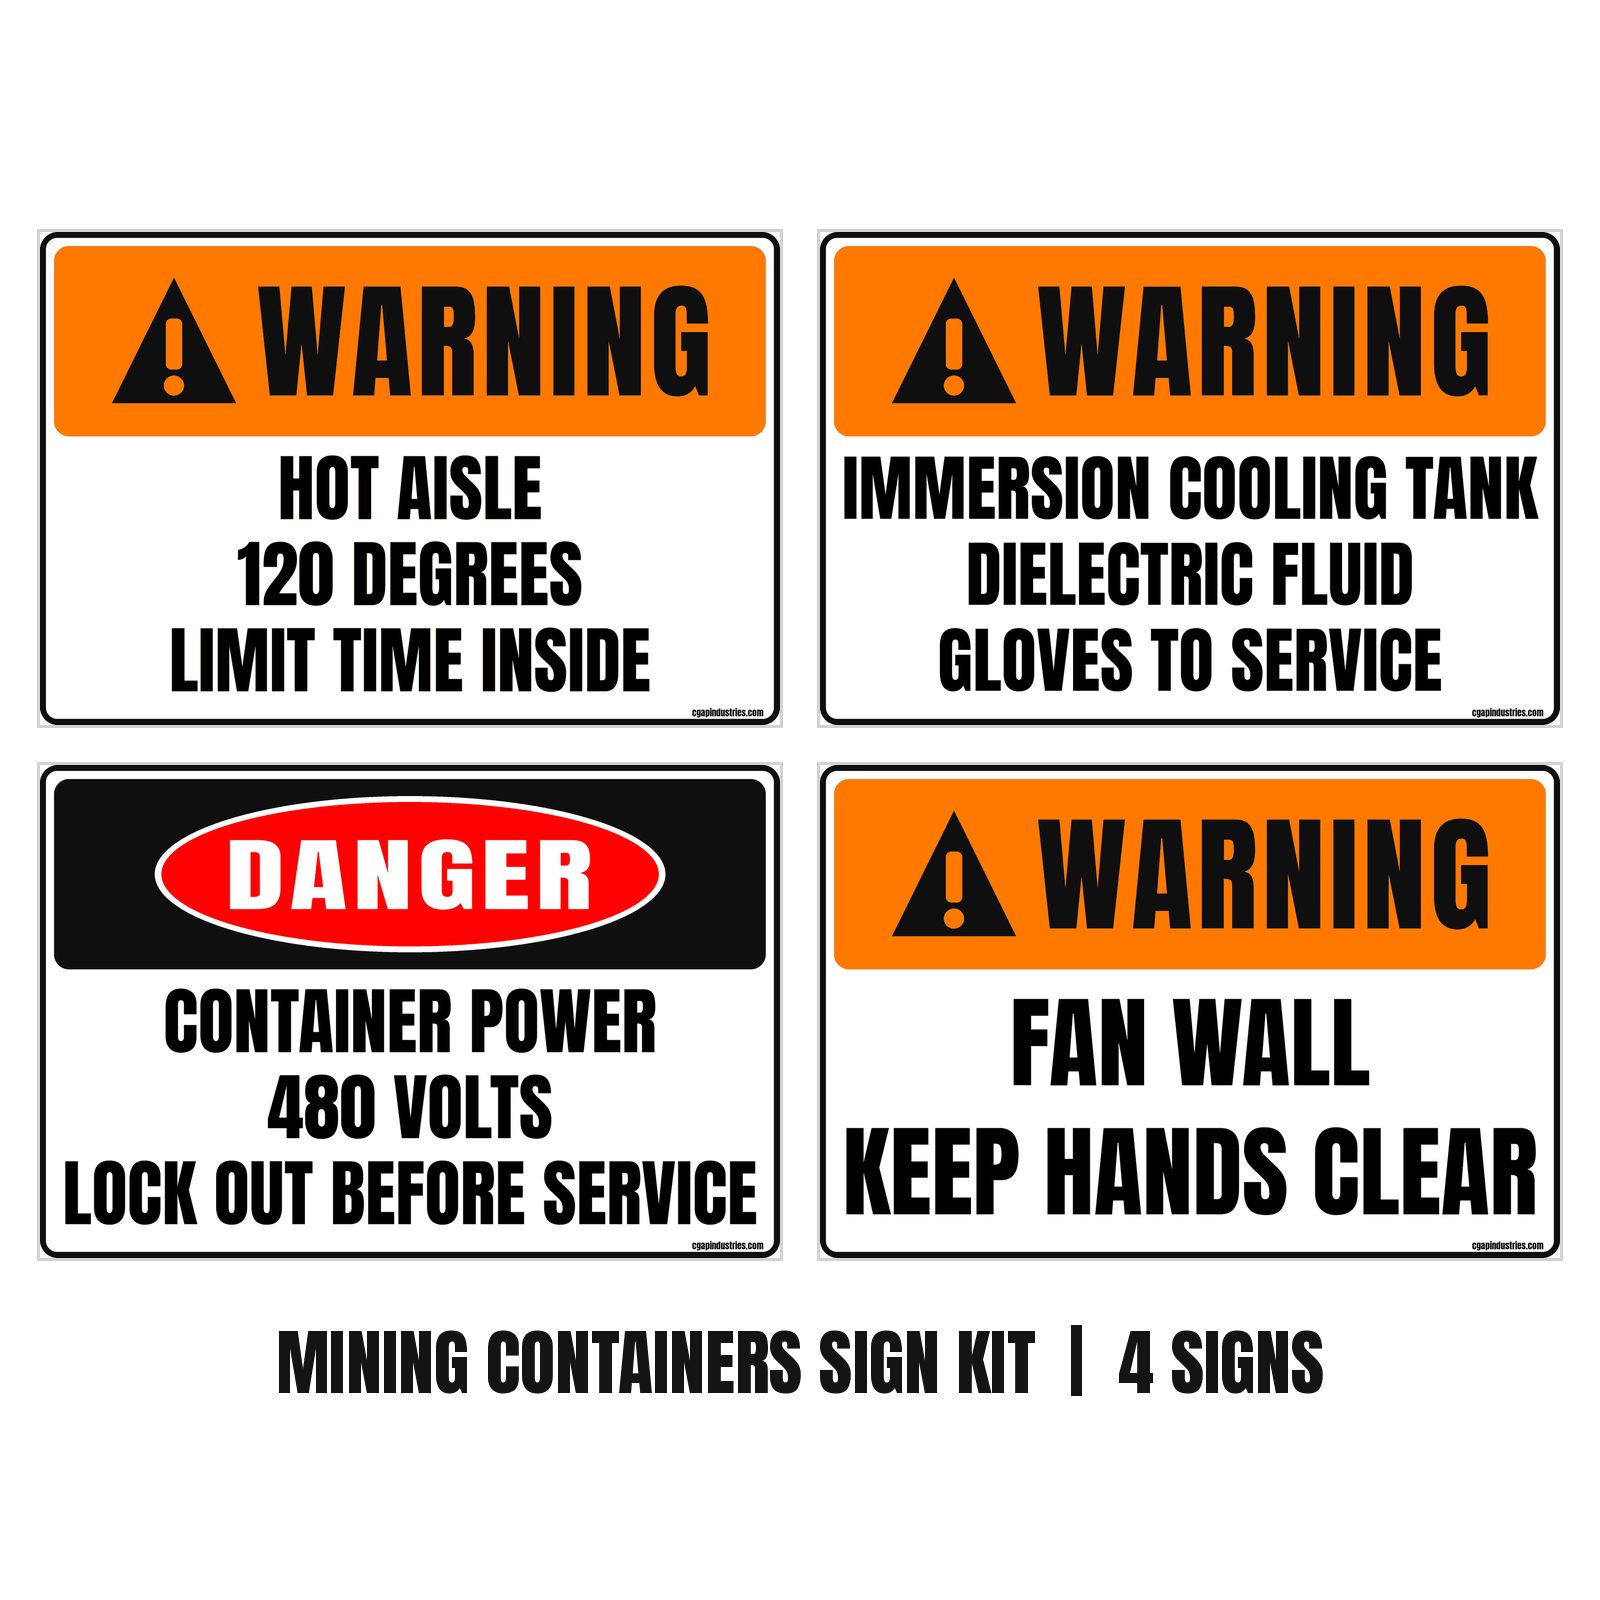 WARNING
HOT AISLE
120 DEGREES
LIMIT TIME INSIDE
cgapindustries.com
WARNING
IMMERSION COOLING TANK
DIELECTRIC FLUID
GLOVES TO SERVICE
cgapindustries.com
DANGER
CONTAINER POWER
480 VOLTS
LOCK OUT BEFORE SERVICE
cgapindustries.com
WARNING
FAN WALL
KEEP HANDS CLEAR
cgapindustries.com
MINING CONTAINERS SIGN KIT | 4 SIGNS